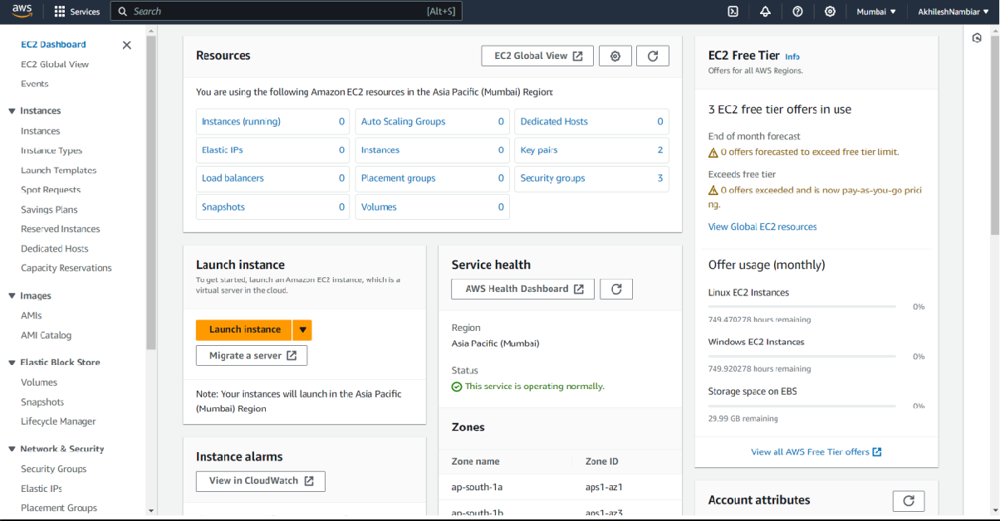 aws
Services
Search
[Alt+S]
Mumbai
AkhileshNambiar
EC2 Dashboard
EC2 Global View
Events
Instances
Instances
Instance Types
Launch Templates
Spot Requests
Savings Plans
Reserved Instances
Dedicated Hosts
Capacity Reservations
Images
AMIs
AMI Catalog
Elastic Block Store
Volumes
Snapshots
Lifecycle Manager
Network & Security
Security Groups
Elastic IPs
Placement Groups
Resources
EC2 Global View
You are using the following Amazon EC2 resources in the Asia Pacific (Mumbai) Region:
Instances (running) 0
Auto Scaling Groups 0
Dedicated Hosts 0
Elastic IPs 0
Instances 0
Key pairs 2
Load balancers 0
Placement groups 0
Security groups 3
Snapshots 0
Volumes 0
Launch instance
To get started, launch an Amazon EC2 instance, which is a
virtual server in the cloud.
Launch instance
Migrate a server
Note: Your instances will launch in the Asia Pacific
(Mumbai) Region
Instance alarms
View in CloudWatch
Service health
AWS Health Dashboard
Region
Asia Pacific (Mumbai)
Status
This service is operating normally.
Zones
Zone name Zone ID
ap-south-1a aps1-az1
ap-south-1b aps1-az3
EC2 Free Tier Info
Offers for all AWS Regions.
3 EC2 free tier offers in use
End of month forecast
0 offers forecasted to exceed free tier limit.
Exceeds free tier
0 offers exceeded and is now pay-as-you-go prici
ng.
View Global EC2 resources
Offer usage (monthly)
Linux EC2 Instances
0%
749.470278 hours remaining
Windows EC2 Instances
0%
749.920278 hours remaining
Storage space on EBS
0%
29.99 GB remaining
View all AWS Free Tier offers
Account attributes